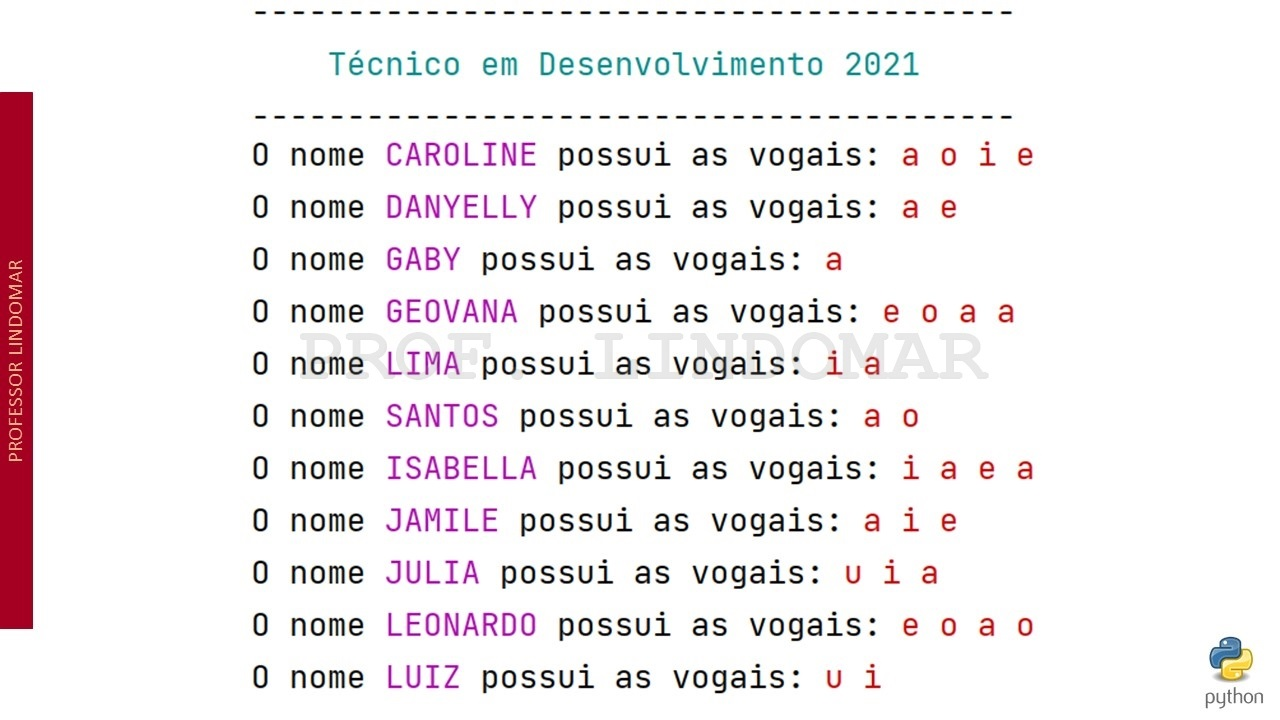 ----------------------------------------
Técnico em Desenvolvimento 2021
----------------------------------------
O nome CAROLINE possui as vogais: a o i e
O nome DANYELLY possui as vogais: a e
O nome GABY possui as vogais: a
O nome GEOVANA possui as vogais: e o a a
O nome LIMA possui as vogais: i a
PROF. LINDOMAR
O nome SANTOS possui as vogais: a o
O nome ISABELLA possui as vogais: i a e a
O nome JAMILE possui as vogais: a i e
O nome JULIA possui as vogais: u i a
O nome LEONARDO possui as vogais: e o a o
O nome LUIZ possui as vogais: u i
PROFESSOR LINDOMAR
python